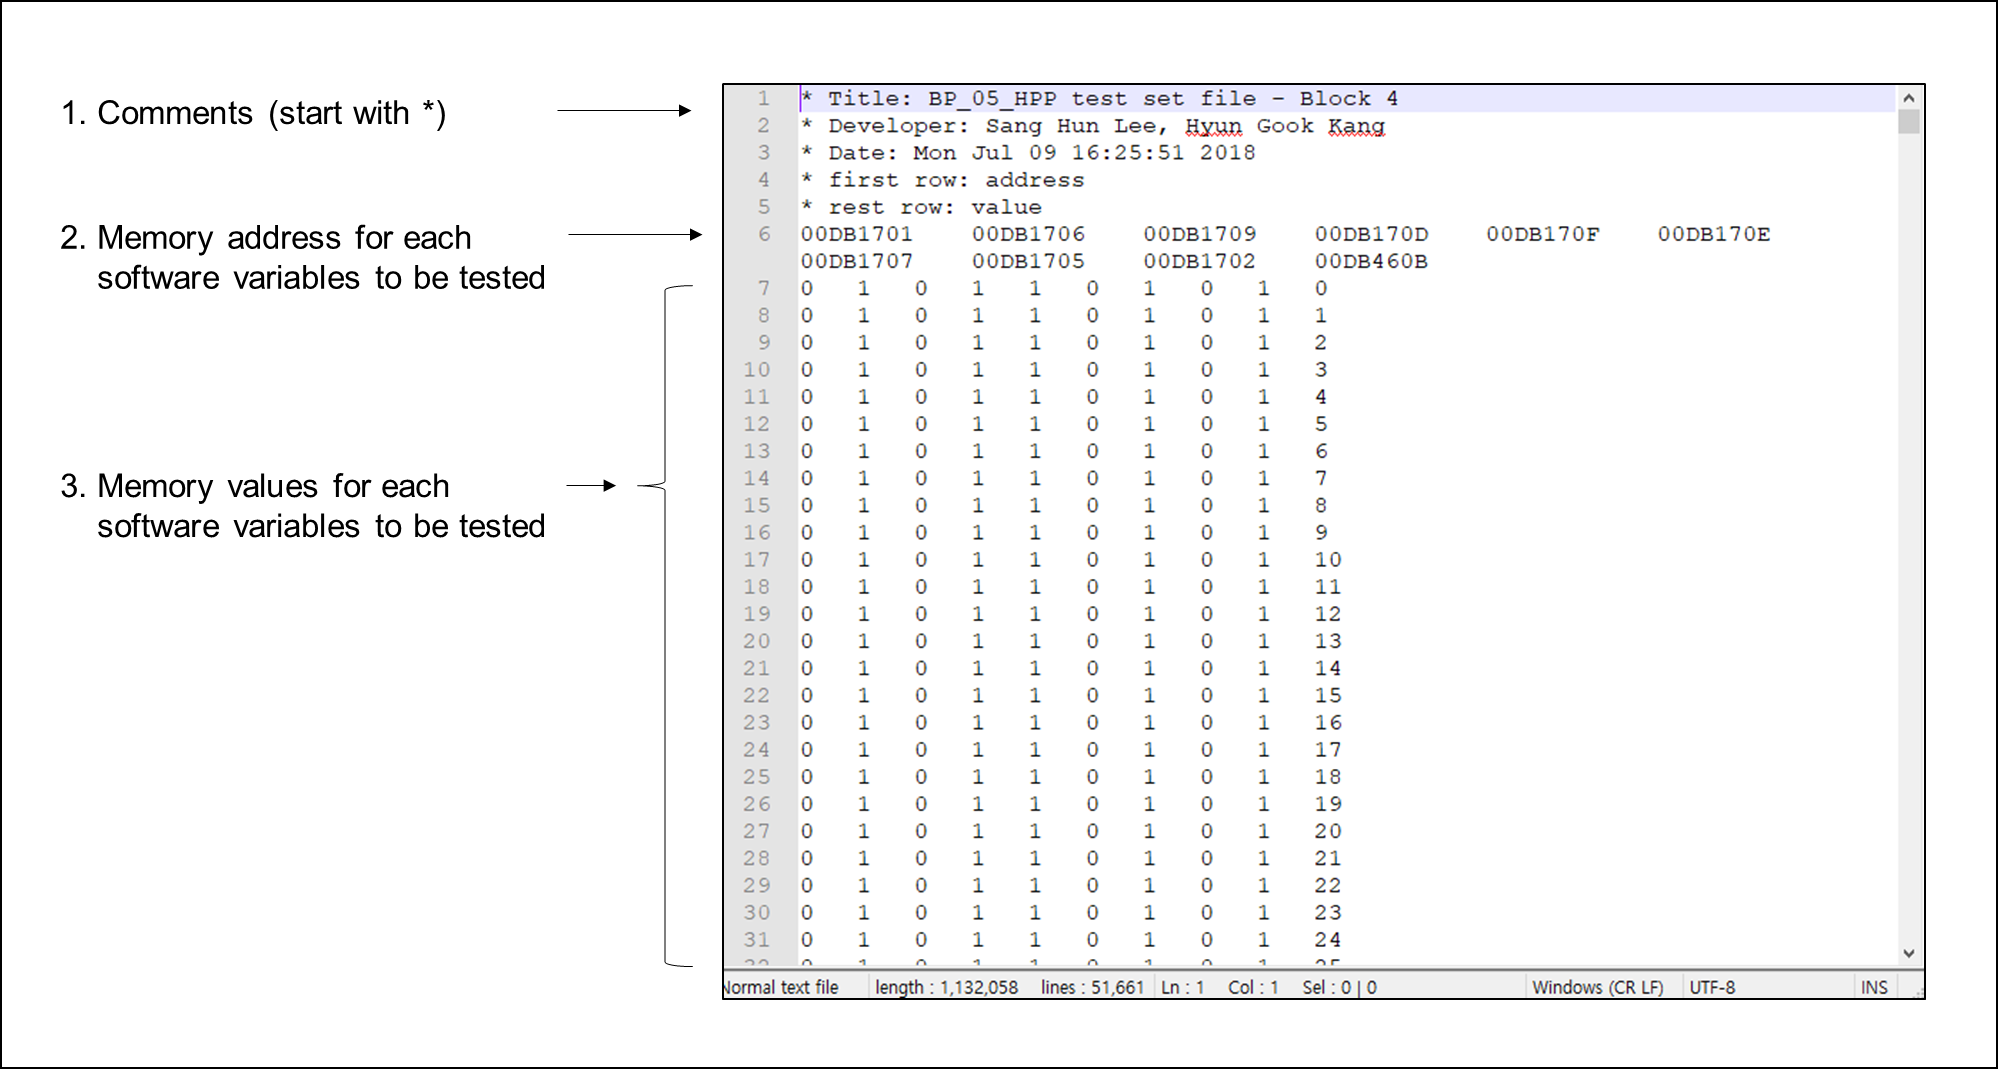 1. Comments (start with *)
2. Memory address for each
software variables to be tested
3. Memory values for each
software variables to be tested
1 * Title: BP_05_HPP test set file - Block 4
2 * Developer: Sang Hun Lee, Hyun Gook Kang
3 * Date: Mon Jul 09 16:25:51 2018
4 * first row: address
5 * rest row: value
6 00DB1701 00DB1706 00DB1709 00DB170D 00DB170F 00DB170E
00DB1707 00DB1705 00DB1702 00DB460B
7 0 1 0 1 1 0 1 0 1 0
8 0 1 0 1 1 0 1 0 1 1
9 0 1 0 1 1 0 1 0 1 2
10 0 1 0 1 1 0 1 0 1 3
11 0 1 0 1 1 0 1 0 1 4
12 0 1 0 1 1 0 1 0 1 5
13 0 1 0 1 1 0 1 0 1 6
14 0 1 0 1 1 0 1 0 1 7
15 0 1 0 1 1 0 1 0 1 8
16 0 1 0 1 1 0 1 0 1 9
17 0 1 0 1 1 0 1 0 1 10
18 0 1 0 1 1 0 1 0 1 11
19 0 1 0 1 1 0 1 0 1 12
20 0 1 0 1 1 0 1 0 1 13
21 0 1 0 1 1 0 1 0 1 14
22 0 1 0 1 1 0 1 0 1 15
23 0 1 0 1 1 0 1 0 1 16
24 0 1 0 1 1 0 1 0 1 17
25 0 1 0 1 1 0 1 0 1 18
26 0 1 0 1 1 0 1 0 1 19
27 0 1 0 1 1 0 1 0 1 20
28 0 1 0 1 1 0 1 0 1 21
29 0 1 0 1 1 0 1 0 1 22
30 0 1 0 1 1 0 1 0 1 23
31 0 1 0 1 1 0 1 0 1 24
Normal text file length : 1,132,058 lines : 51,661 Ln : 1 Col : 1 Sel : 0 | 0 Windows (CR LF) UTF-8 INS